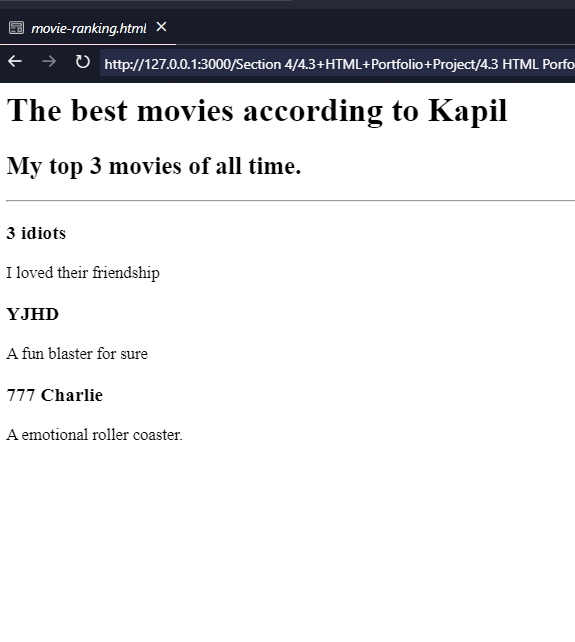 movie-ranking.html
http://127.0.0.1:3000/Section 4/4.3+HTML+Portfolio+Project/4.3 HTML Porfo
The best movies according to Kapil
My top 3 movies of all time.
3 idiots
I loved their friendship
YJHD
A fun blaster for sure
777 Charlie
A emotional roller coaster.